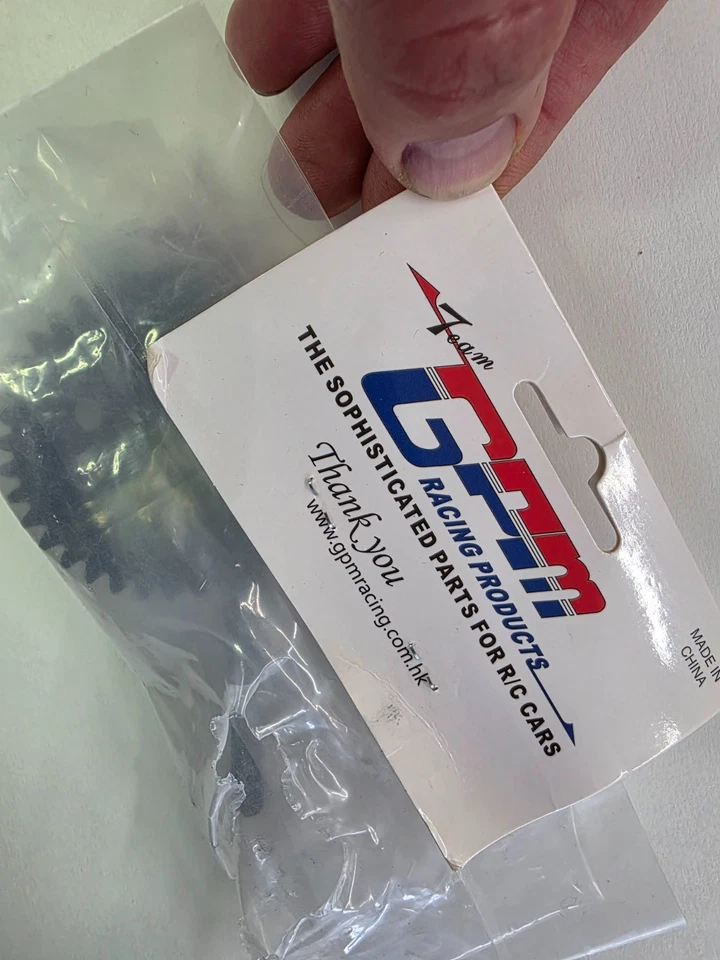 Team
GPM
RACING PRODUCTS
THE SOPHISTICATED PARTS FOR R/C CARS
Thank you
www.gpmracing.com.hk
MADE IN
CHINA